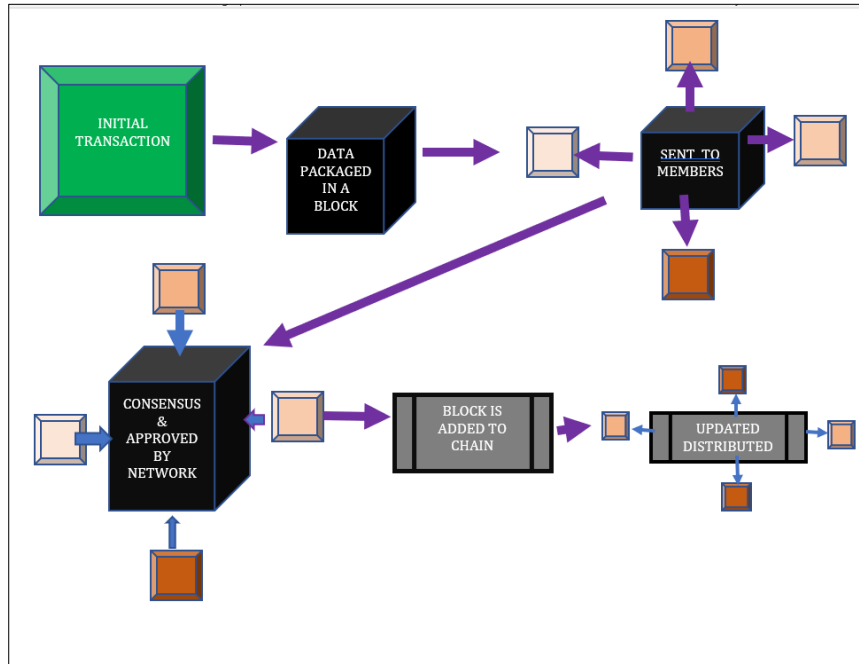 INITIAL
TRANSACTION
DATA
PACKAGED
IN A
BLOCK
SENT TO
MEMBERS
CONSENSUS
&
APPROVED
BY
NETWORK
BLOCK IS
ADDED TO
CHAIN
UPDATED
DISTRIBUTED